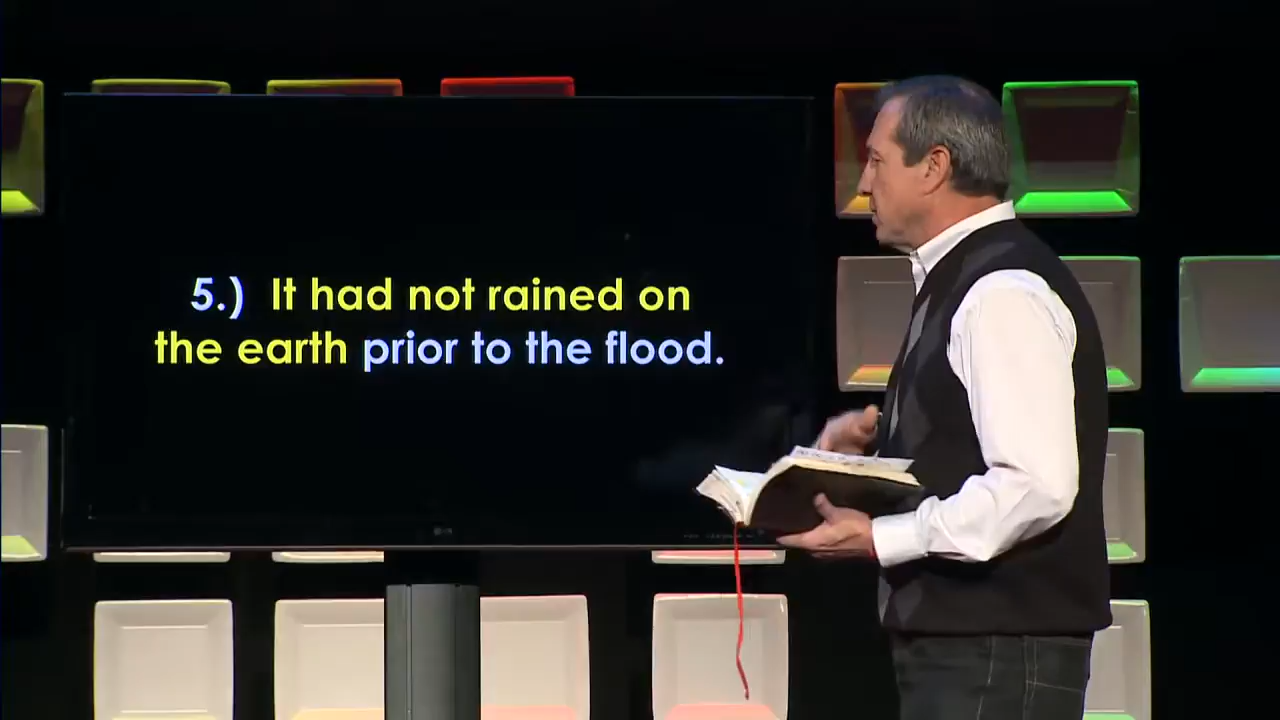 5.) It had not rained on
the earth prior to the flood.